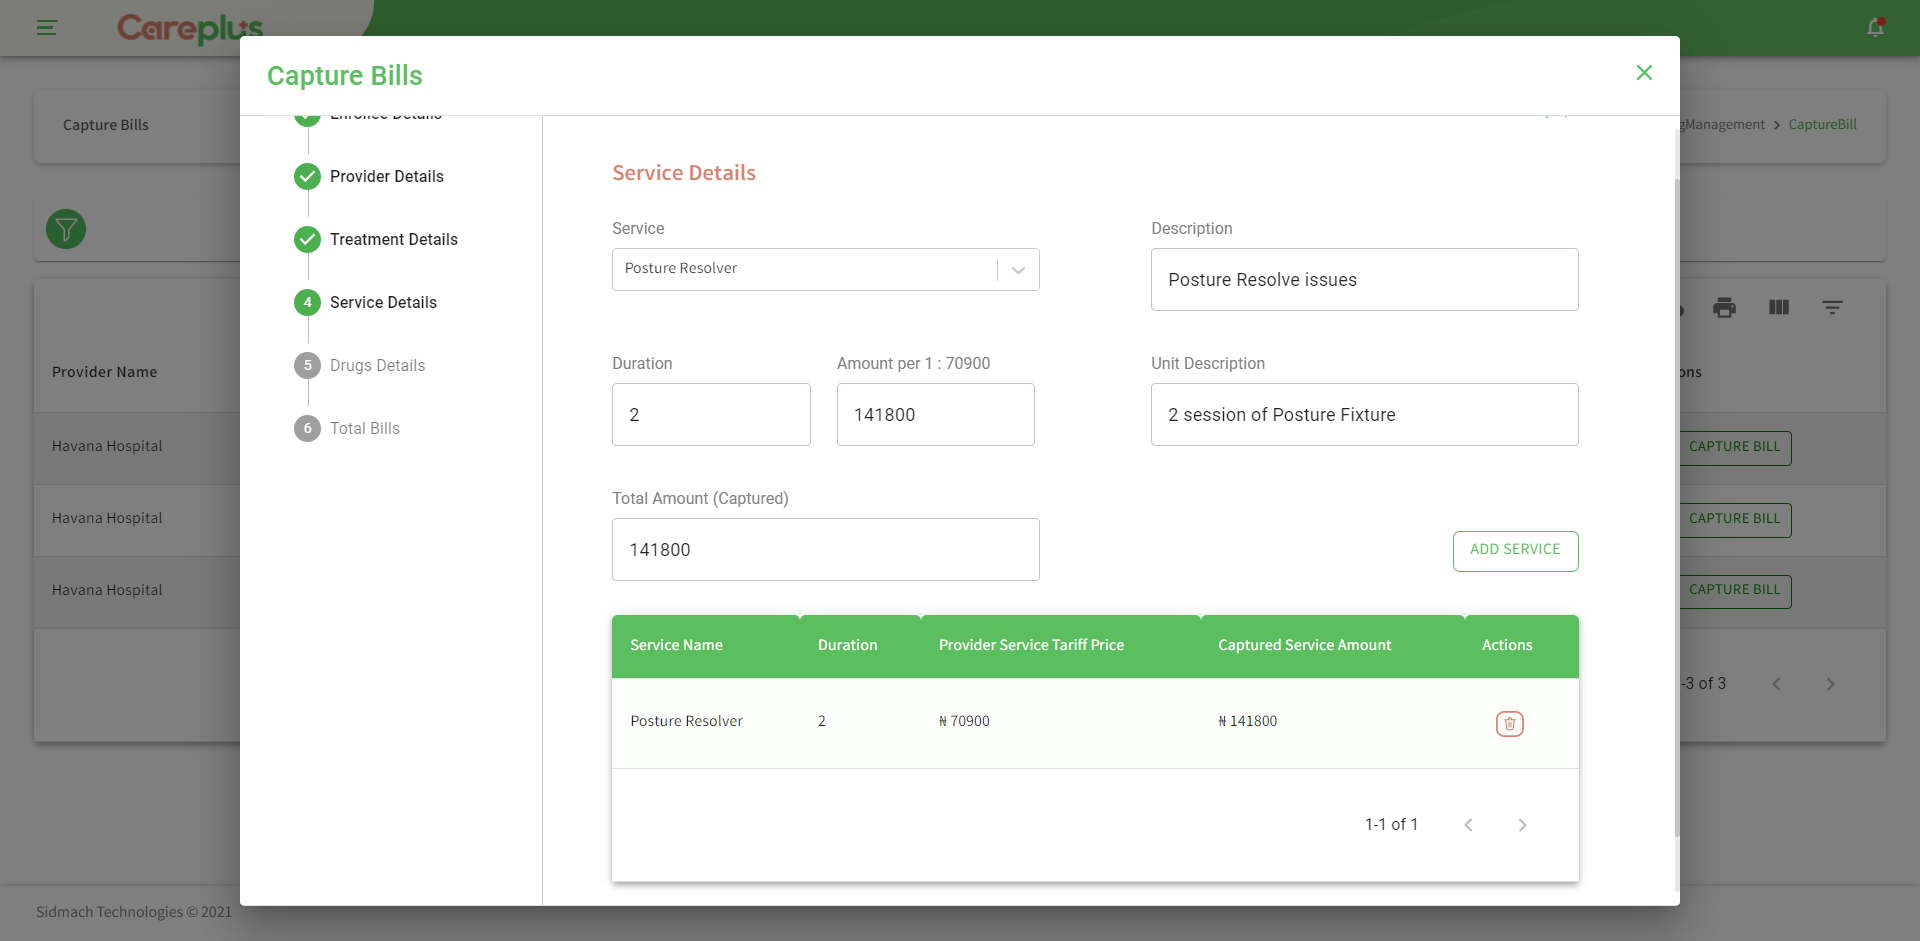 Careplus
Capture Bills
Capture Bills
gManagement > CaptureBill
Enrollee Details
Provider Details
Treatment Details
4 Service Details
5 Drugs Details
6 Total Bills
Service Details
Service
Description
Posture Resolver
Posture Resolve issues
Duration
Amount per 1 : 70900
Unit Description
2
141800
2 session of Posture Fixture
Total Amount (Captured)
141800
ADD SERVICE
Service Name Duration Provider Service Tariff Price Captured Service Amount Actions
Posture Resolver 2 ₦ 70900 ₦ 141800
1-1 of 1
Provider Name
ons
Havana Hospital
CAPTURE BILL
Havana Hospital
CAPTURE BILL
Havana Hospital
CAPTURE BILL
-3 of 3
Sidmach Technologies © 2021